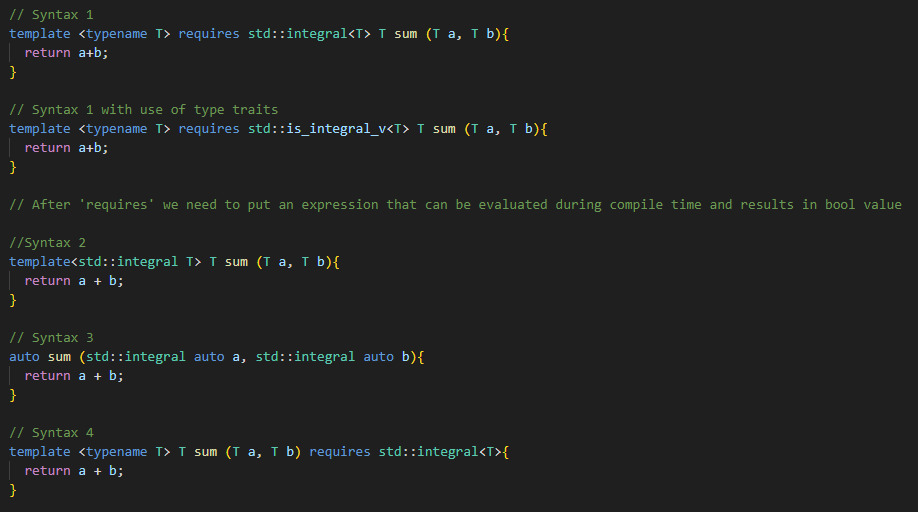 // Syntax 1
template <typename T> requires std::integral<T> T sum (T a, T b){
return a+b;
}
// Syntax 1 with use of type traits
template <typename T> requires std::is_integral_v<T> T sum (T a, T b){
return a+b;
}
// After 'requires' we need to put an expression that can be evaluated during compile time and results in bool value
//Syntax 2
template<std::integral T> T sum (T a, T b){
return a + b;
}
// Syntax 3
auto sum (std::integral auto a, std::integral auto b){
return a + b;
}
// Syntax 4
template <typename T> T sum (T a, T b) requires std::integral<T>{
return a + b;
}